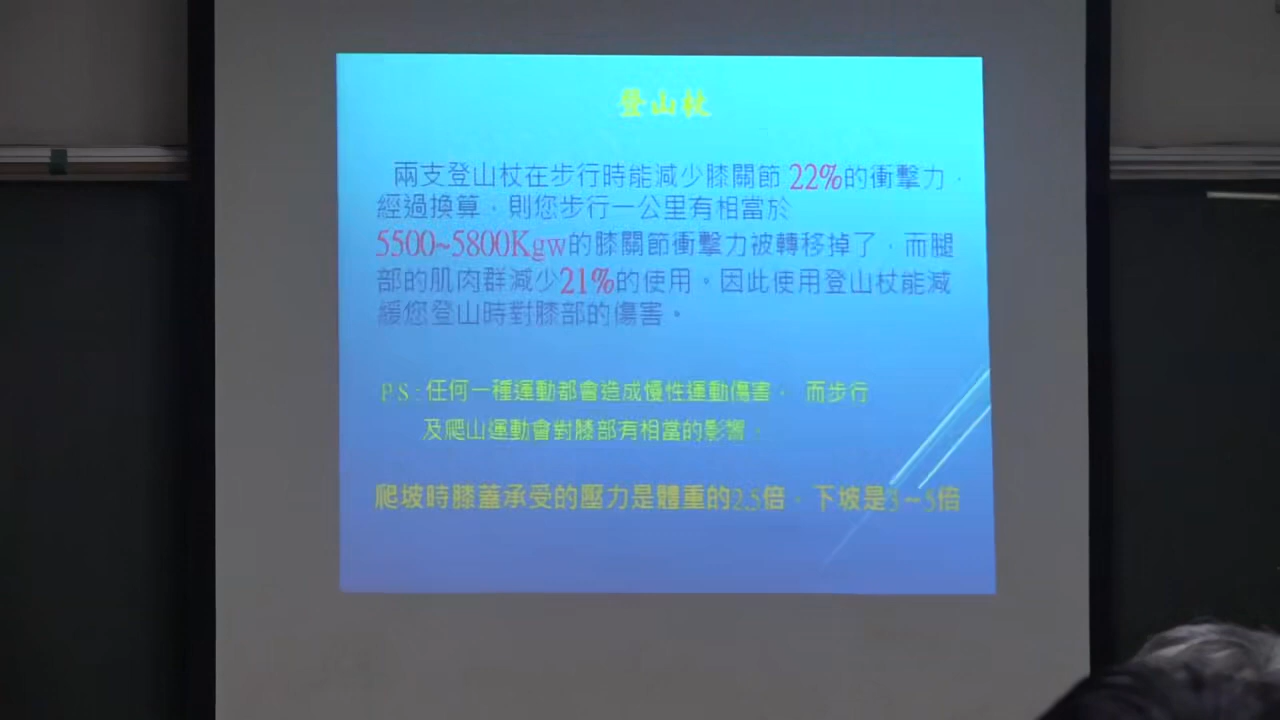 登山杖
兩支登山杖在步行時能減少膝關節 22%的衝擊力，
經過換算，則您步行一公里有相當於
5500~5800Kgw的膝關節衝擊力被轉移掉了，而腿
部的肌肉群減少21%的使用。因此使用登山杖能減
緩您登山時對膝部的傷害。
PS:任何一種運動都會造成慢性運動傷害， 而步行
及爬山運動會對膝部有相當的影響。
爬坡時膝蓋承受的壓力是體重的2.5倍，下坡是3~5倍